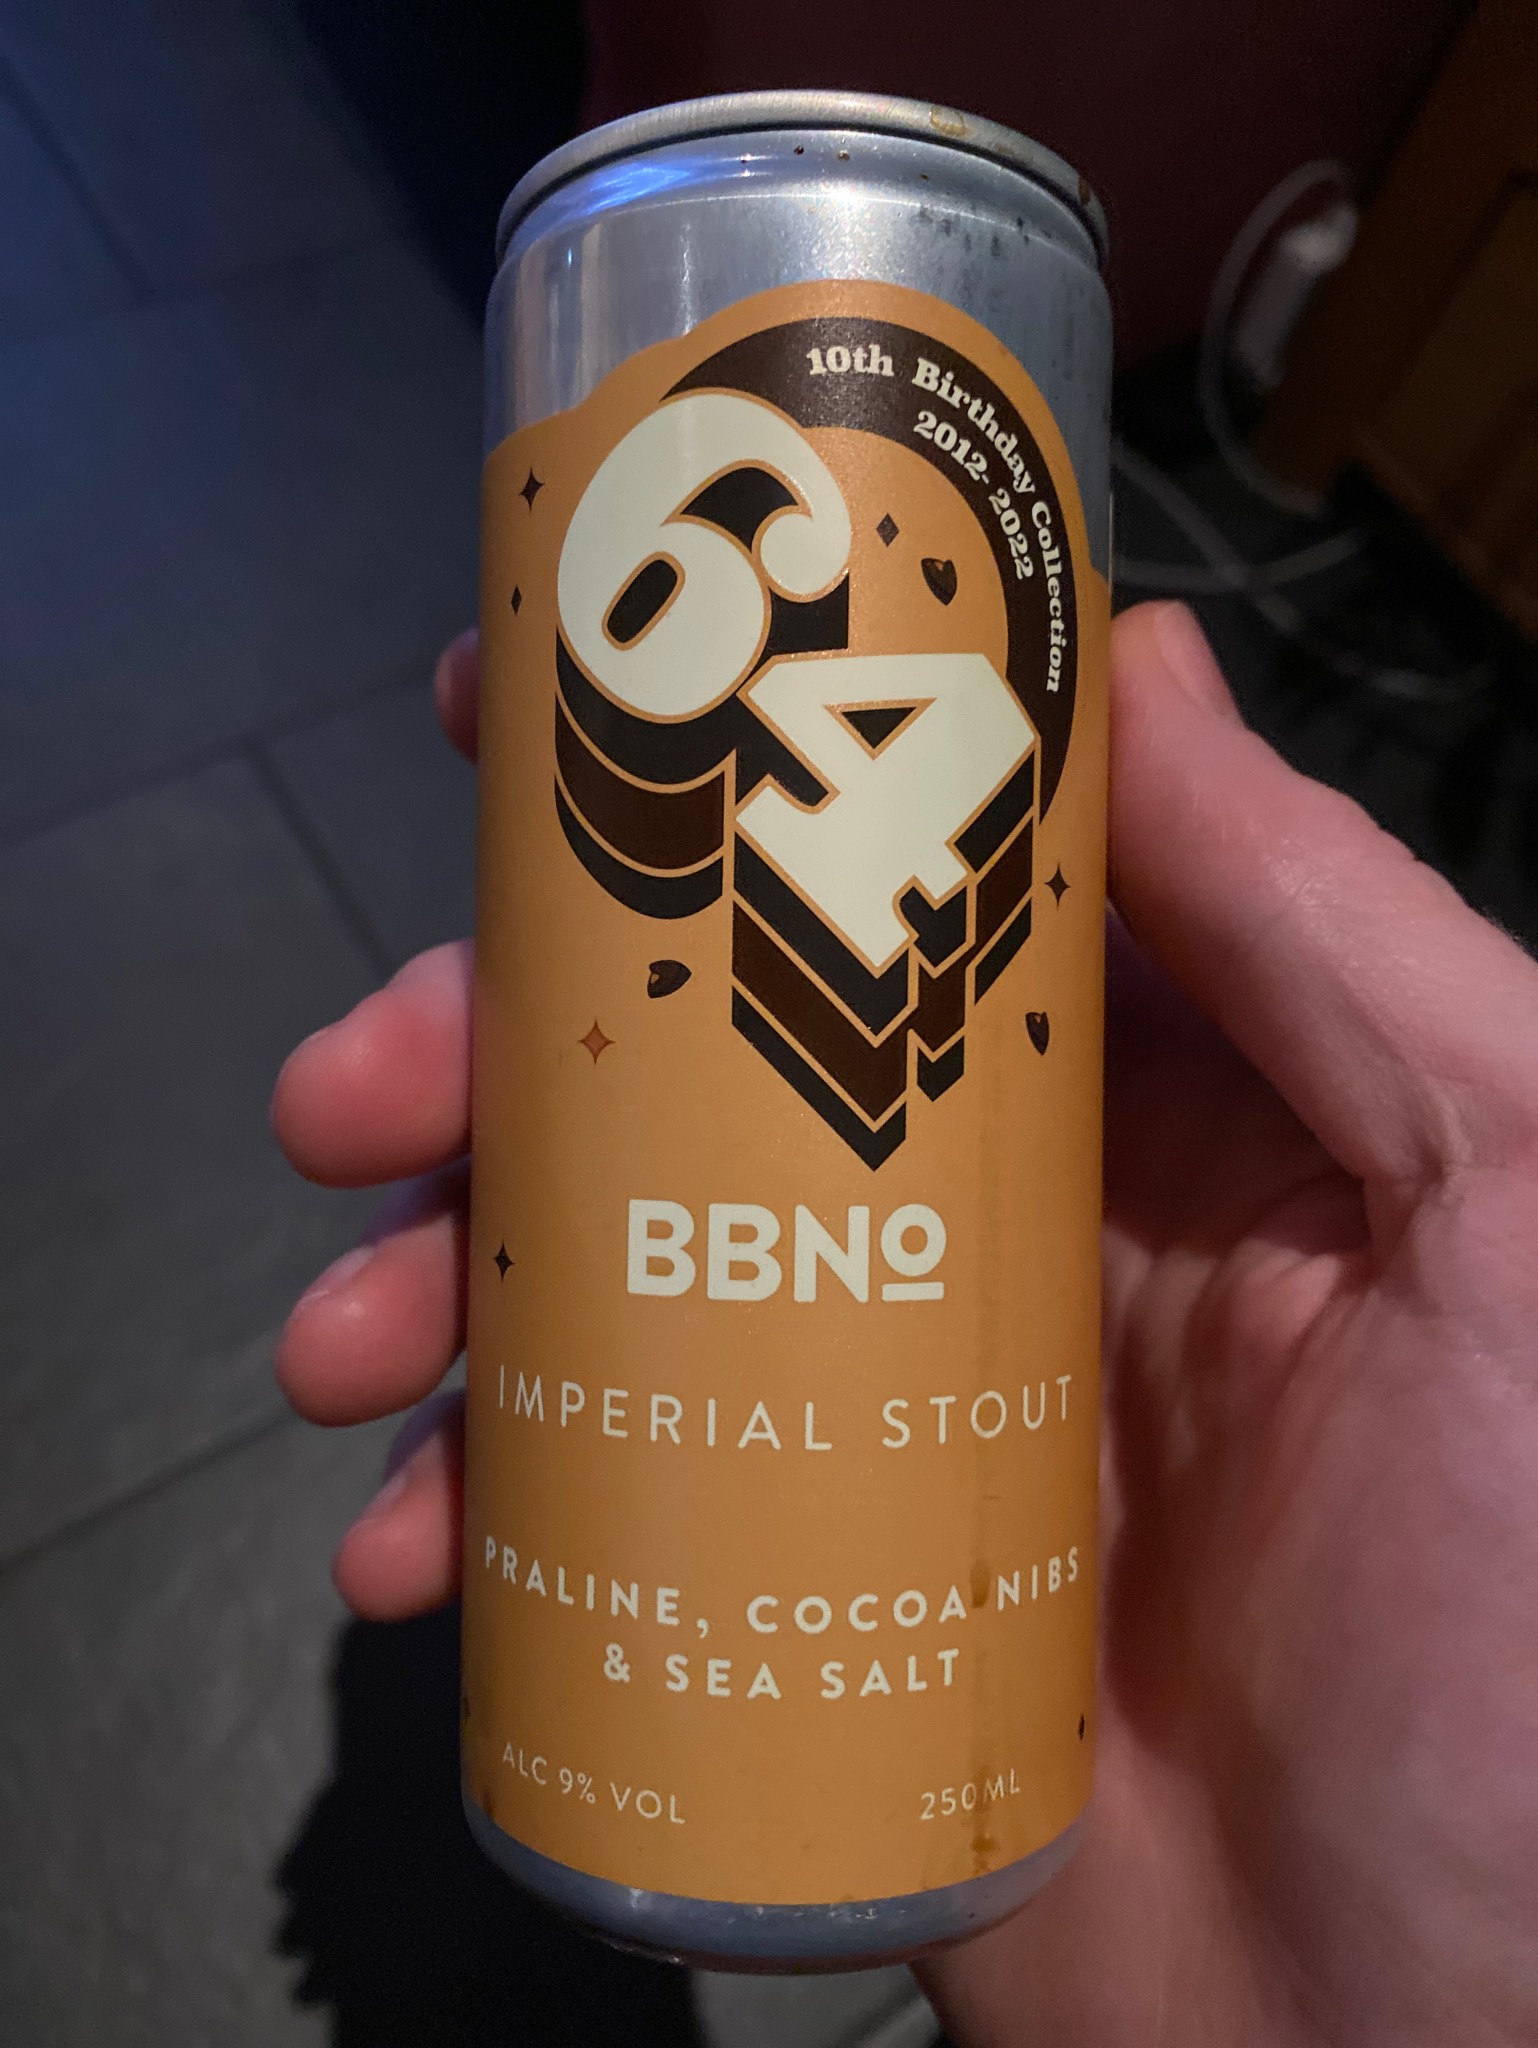 10th Birthday Collection
2012-2022
64
BBNO
IMPERIAL STOUT
PRALINE, COCOA NIBS
& SEA SALT
ALC 9% VOL
250ML